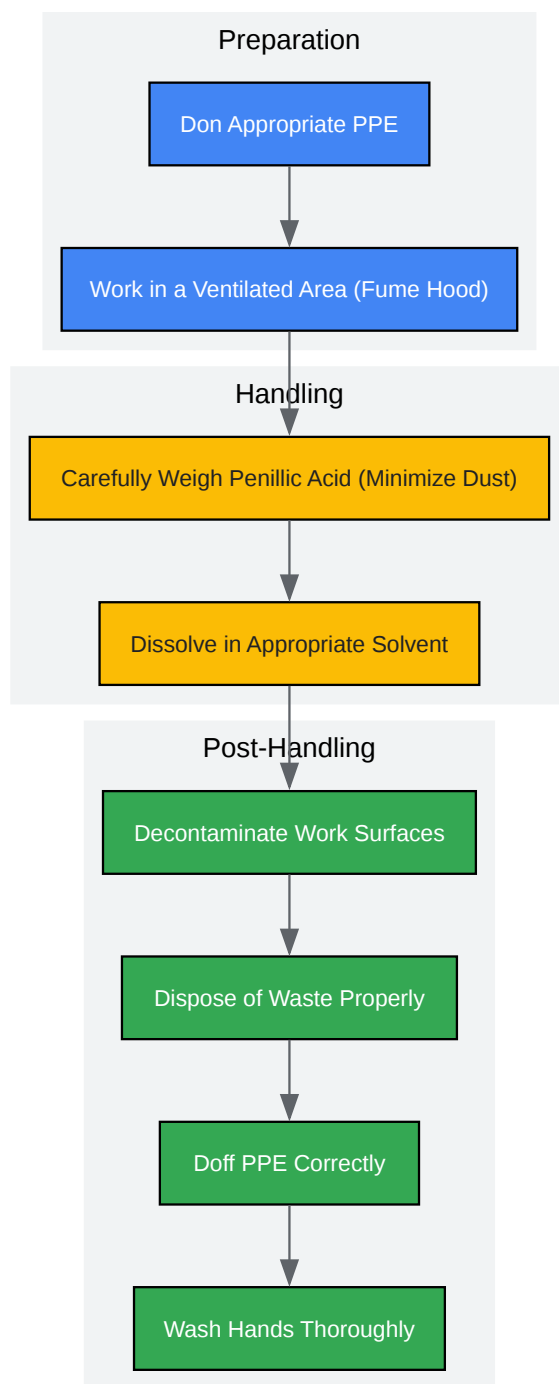 Preparation
Don Appropriate PPE
Work in a Ventilated Area (Fume Hood)
Handling
Carefully Weigh Penillic Acid (Minimize Dust)
Dissolve in Appropriate Solvent
Post-Handling
Decontaminate Work Surfaces
Dispose of Waste Properly
Doff PPE Correctly
Wash Hands Thoroughly